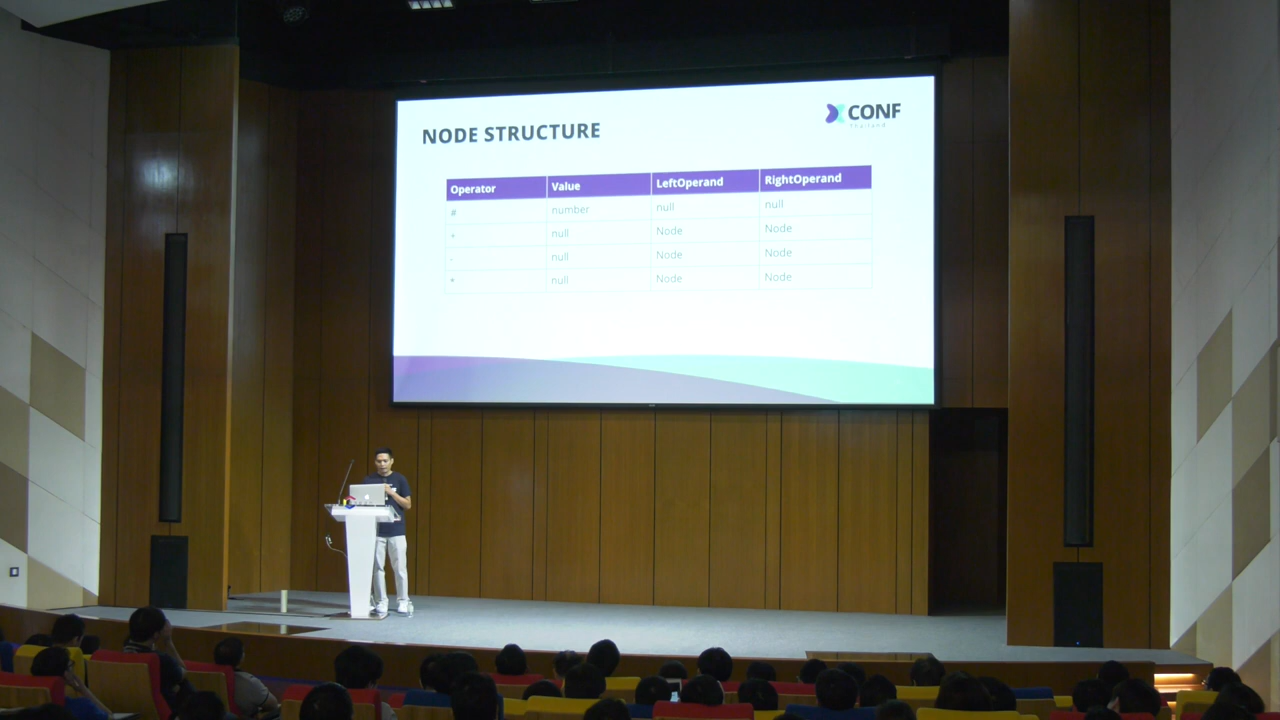 CONF
Thailand
NODE STRUCTURE
Operator Value LeftOperand RightOperand
# number null null
+ null Node Node
- null Node Node
* null Node Node